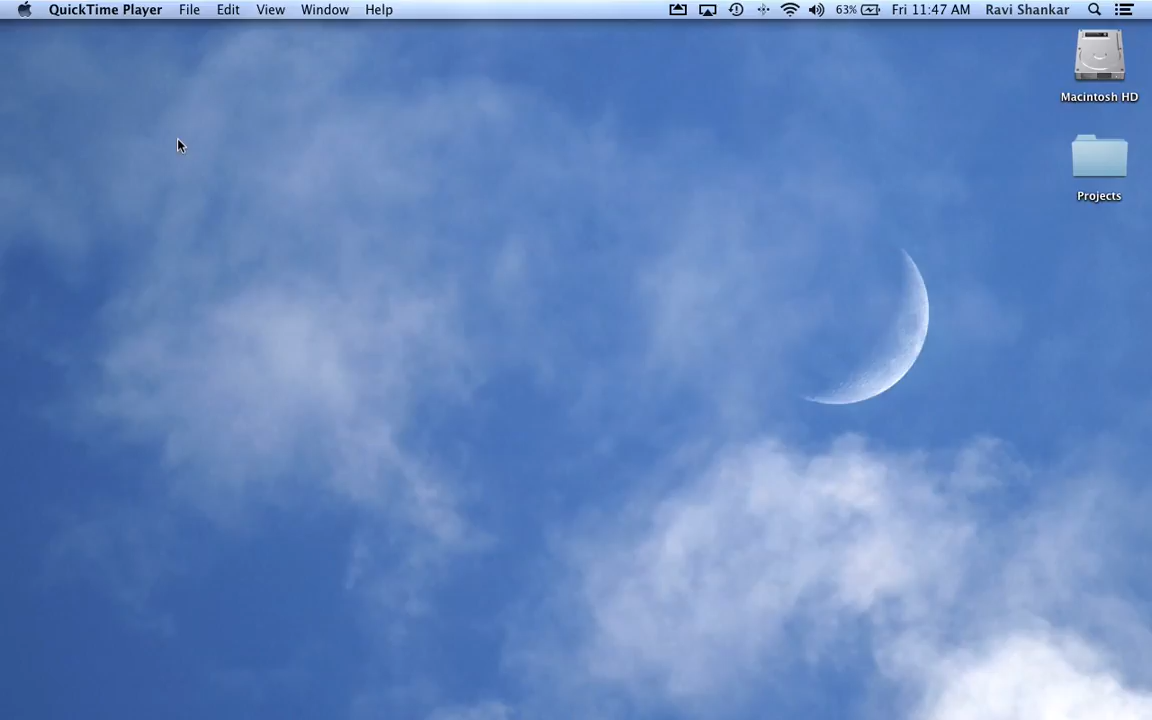 QuickTime Player File Edit View Window Help 63% Fri 11:47 AM Ravi Shankar
Macintosh HD
Projects